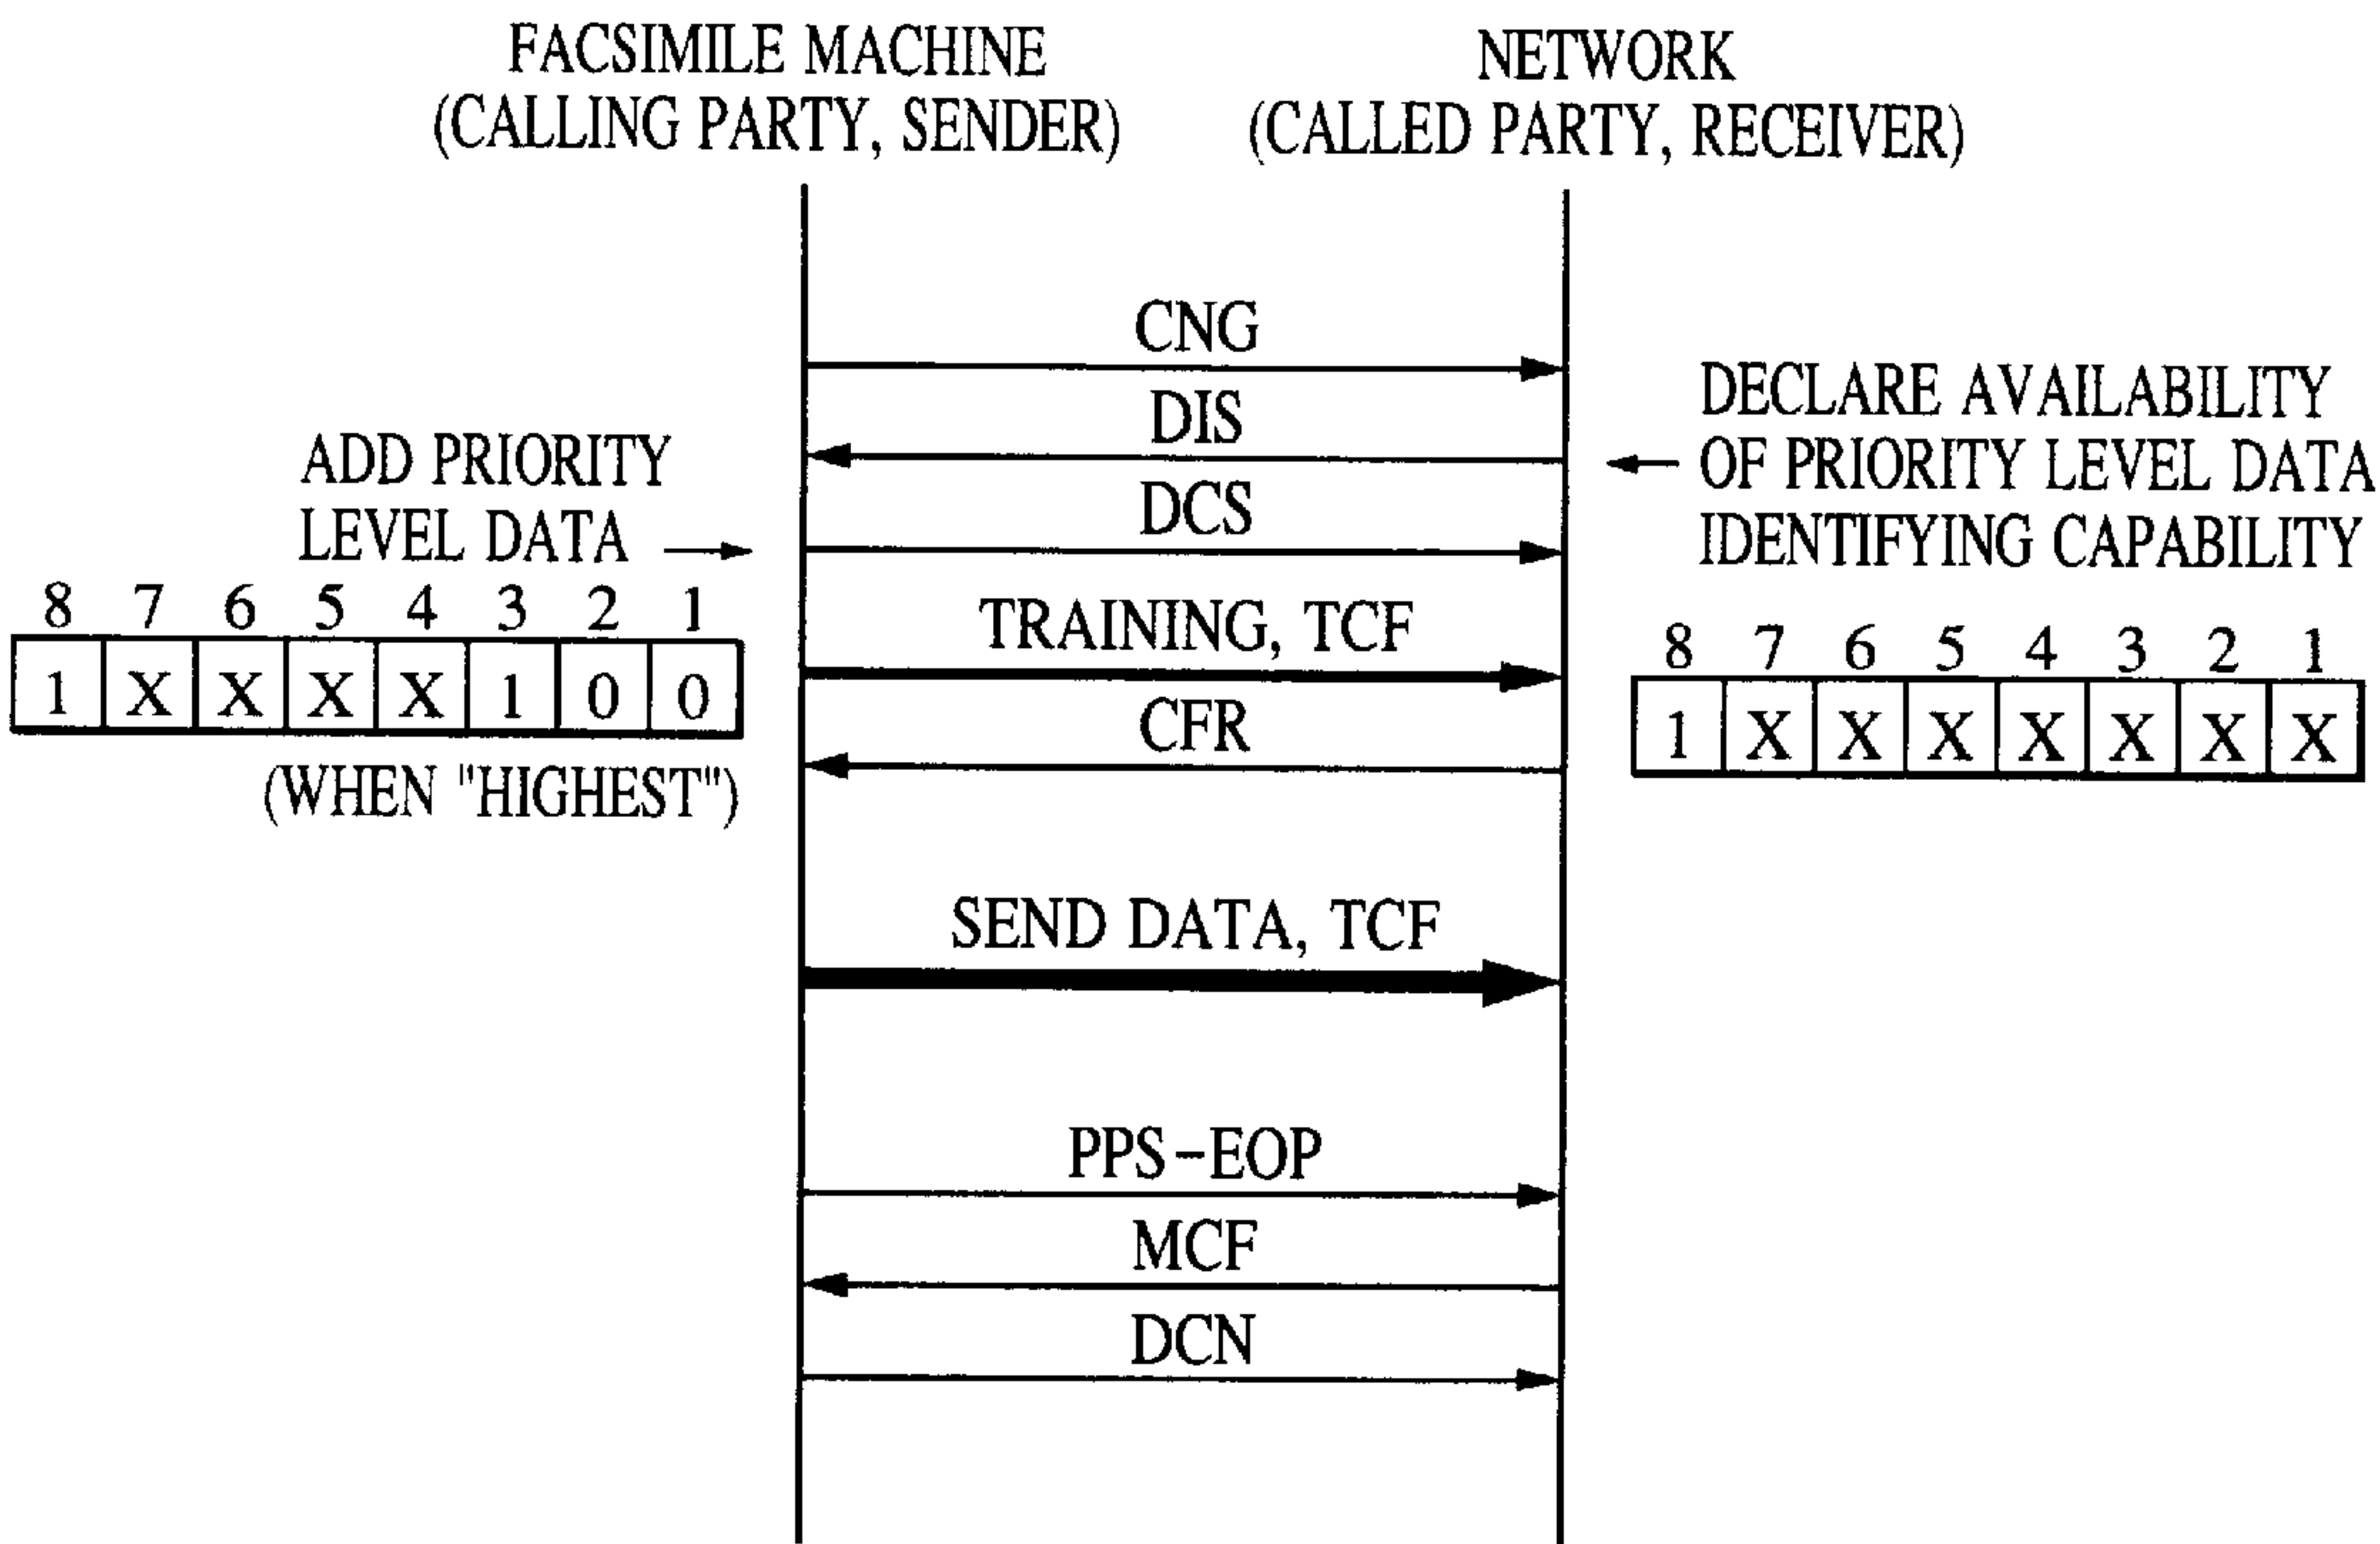 FACSIMILE MACHINE
(CALLING PARTY, SENDER)
NETWORK
(CALLED PARTY, RECEIVER)
CNG
DIS
DECLARE AVAILABILITY
OF PRIORITY LEVEL DATA
IDENTIFYING CAPABILITY
ADD PRIORITY
LEVEL DATA
DCS
8 7 6 5 4 3 2 1
1 X X X X 1 0 0
(WHEN "HIGHEST")
TRAINING, TCF
CFR
8 7 6 5 4 3 2 1
1 X X X X X X X
SEND DATA, TCF
PPS-EOP
MCF
DCN